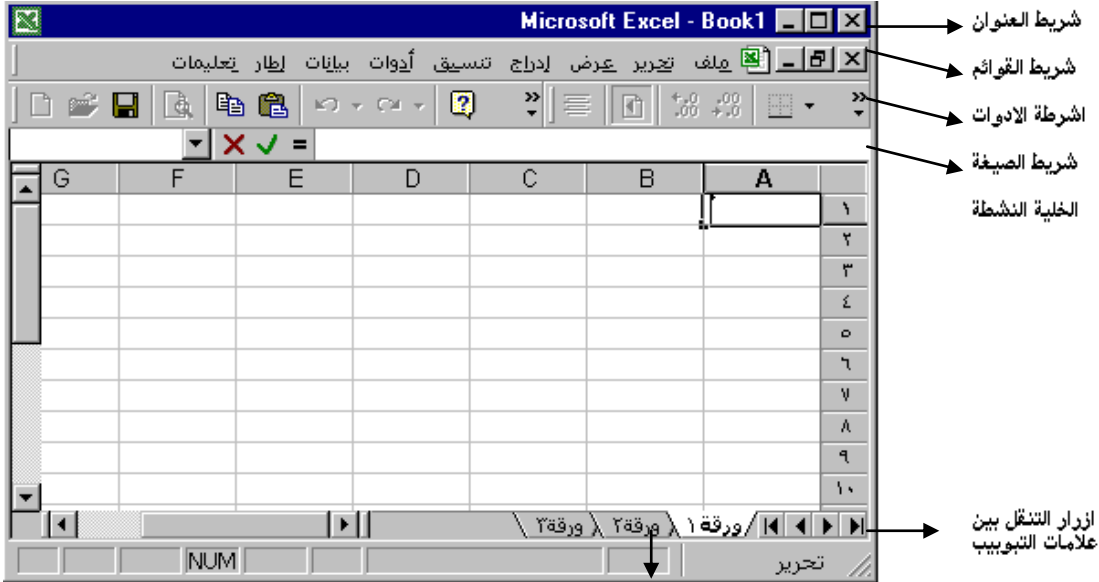 Microsoft Excel - Book1
شريط العنوان
ملف تحرير عرض إدراج تنسيق أدوات بيانات إطار تعليمات
شريط القوائم
اشرطة الادوات
=
شريط الصيغة
A B C D E F G
الخلية النشطة
١
٢
٣
٤
٥
٦
٧
٨
٩
١٠
ورقة١ ورقة٢ ورقة٣
ازرار التنقل بين
علامات التبويبب
تحرير NUM